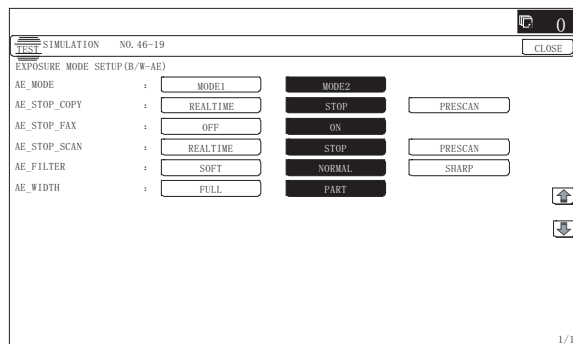 0
TEST SIMULATION NO. 46-19
CLOSE
EXPOSURE MODE SETUP(B/W-AE)
AE_MODE : MODE1 MODE2
AE_STOP_COPY : REALTIME STOP PRESCAN
AE_STOP_FAX : OFF ON
AE_STOP_SCAN : REALTIME STOP PRESCAN
AE_FILTER : SOFT NORMAL SHARP
AE_WIDTH : FULL PART
1/1